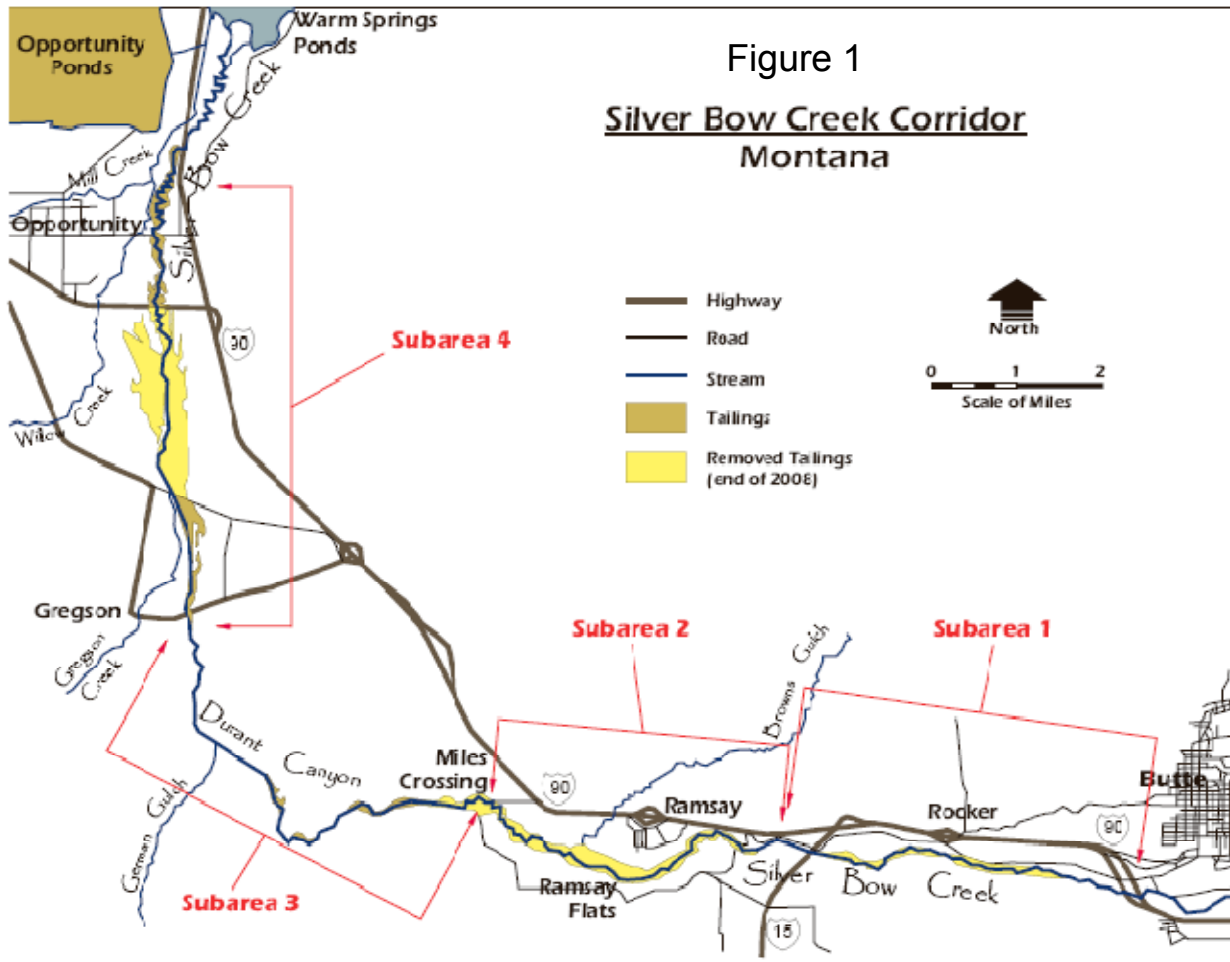 Figure 1
Silver Bow Creek Corridor
Montana
Opportunity
Ponds
Warm Springs
Ponds
Mill Creek
Silver Bow Creek
Opportunity
90
Subarea 4
Highway
Road
Stream
Tailings
Removed Tailings
(end of 2008)
North
0 1 2
Scale of Miles
Willow Creek
Gregson
Gregson
Creek
Subarea 2
Subarea 1
Browns Gulch
Durant
Canyon
Miles
Crossing
90
Ramsay
Rocker
Butte
90
German Gulch
Subarea 3
Ramsay
Flats
Silver Bow Creek
15